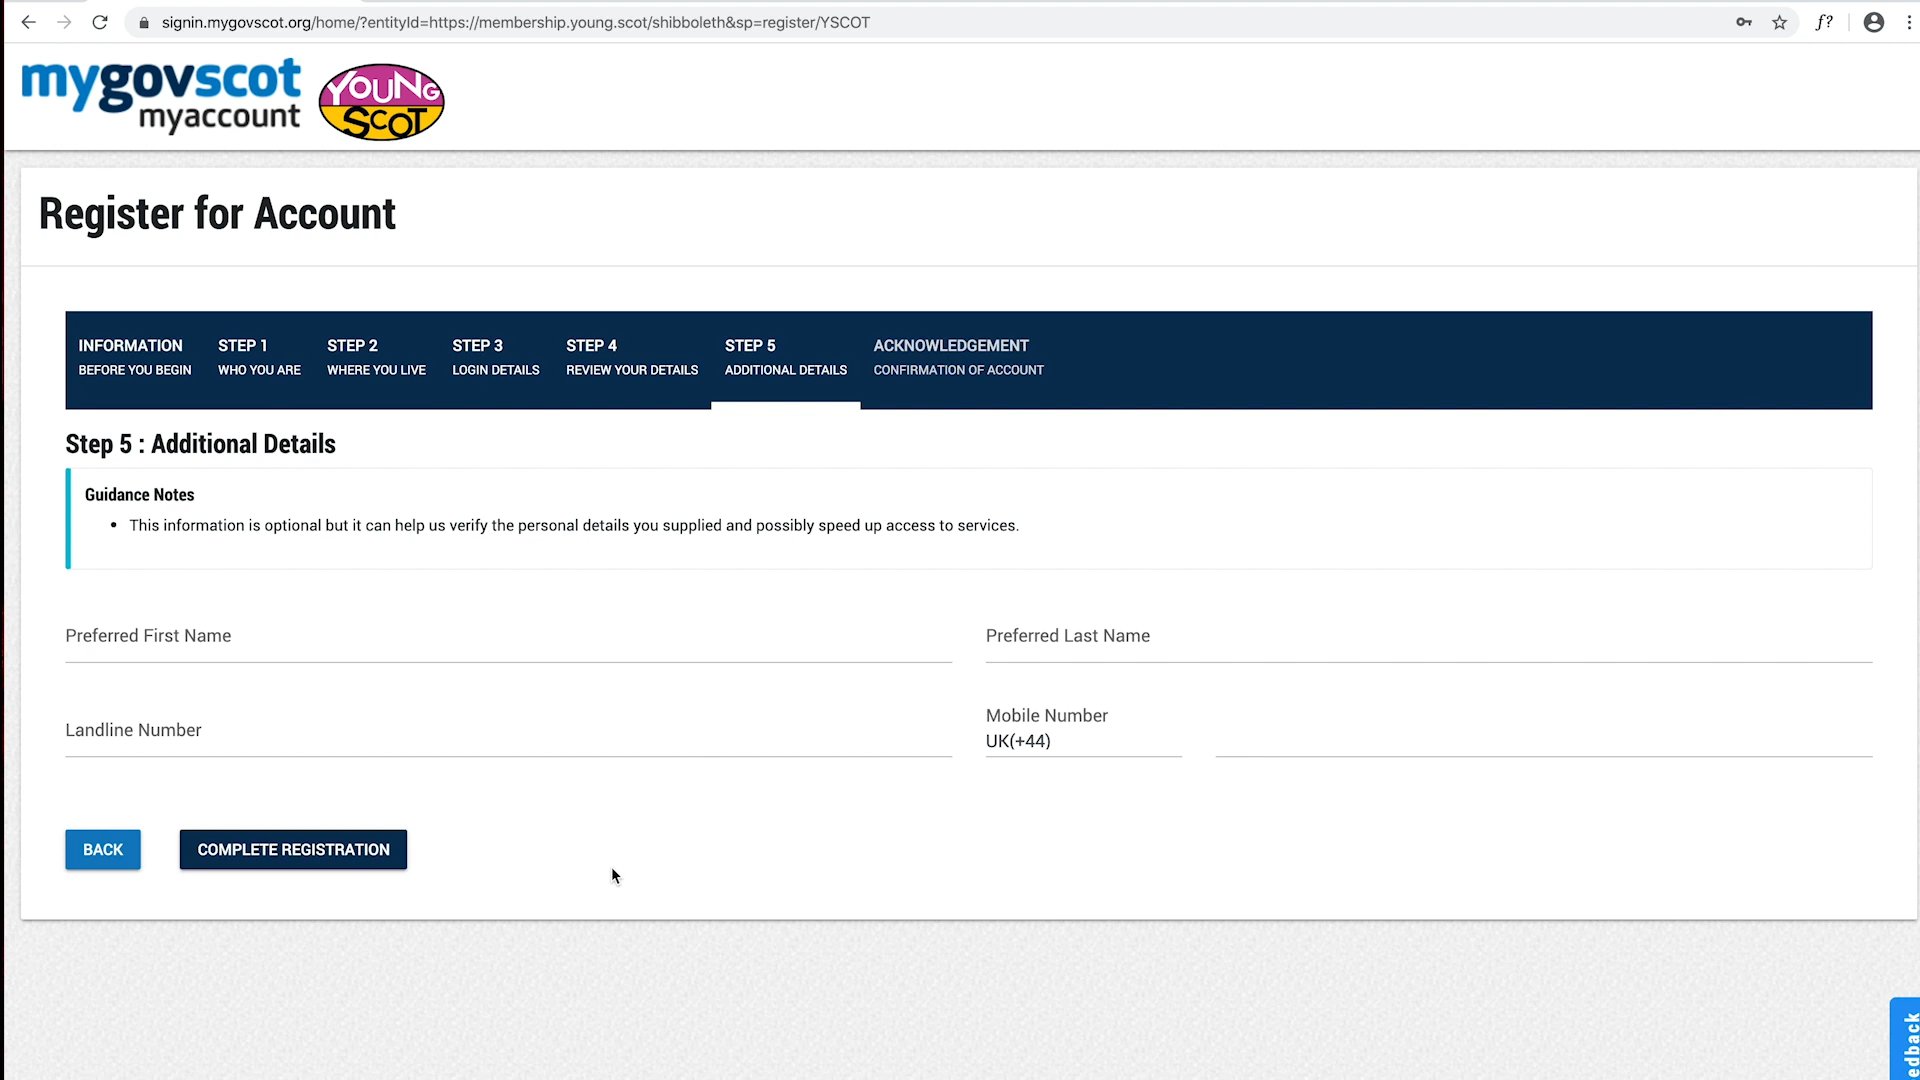 signin.mygovscot.org/home/?entityId=https://membership.young.scot/shibboleth&sp=register/YSCOT
f?
mygovscot
myaccount
YOUNG
SCOT
Register for Account
INFORMATION STEP 1 STEP 2 STEP 3 STEP 4 STEP 5 ACKNOWLEDGEMENT
BEFORE YOU BEGIN WHO YOU ARE WHERE YOU LIVE LOGIN DETAILS REVIEW YOUR DETAILS ADDITIONAL DETAILS CONFIRMATION OF ACCOUNT
Step 5 : Additional Details
Guidance Notes
• This information is optional but it can help us verify the personal details you supplied and possibly speed up access to services.
Preferred First Name Preferred Last Name
Landline Number Mobile Number
UK(+44)
BACK COMPLETE REGISTRATION
edback